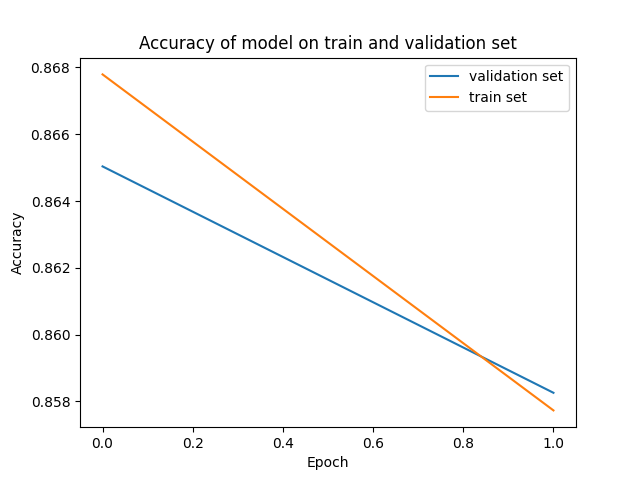 Accuracy of model on train and validation set
validation set
train set
0.868
0.866
0.864
0.862
0.860
0.858
Accuracy
0.0 0.2 0.4 0.6 0.8 1.0
Epoch